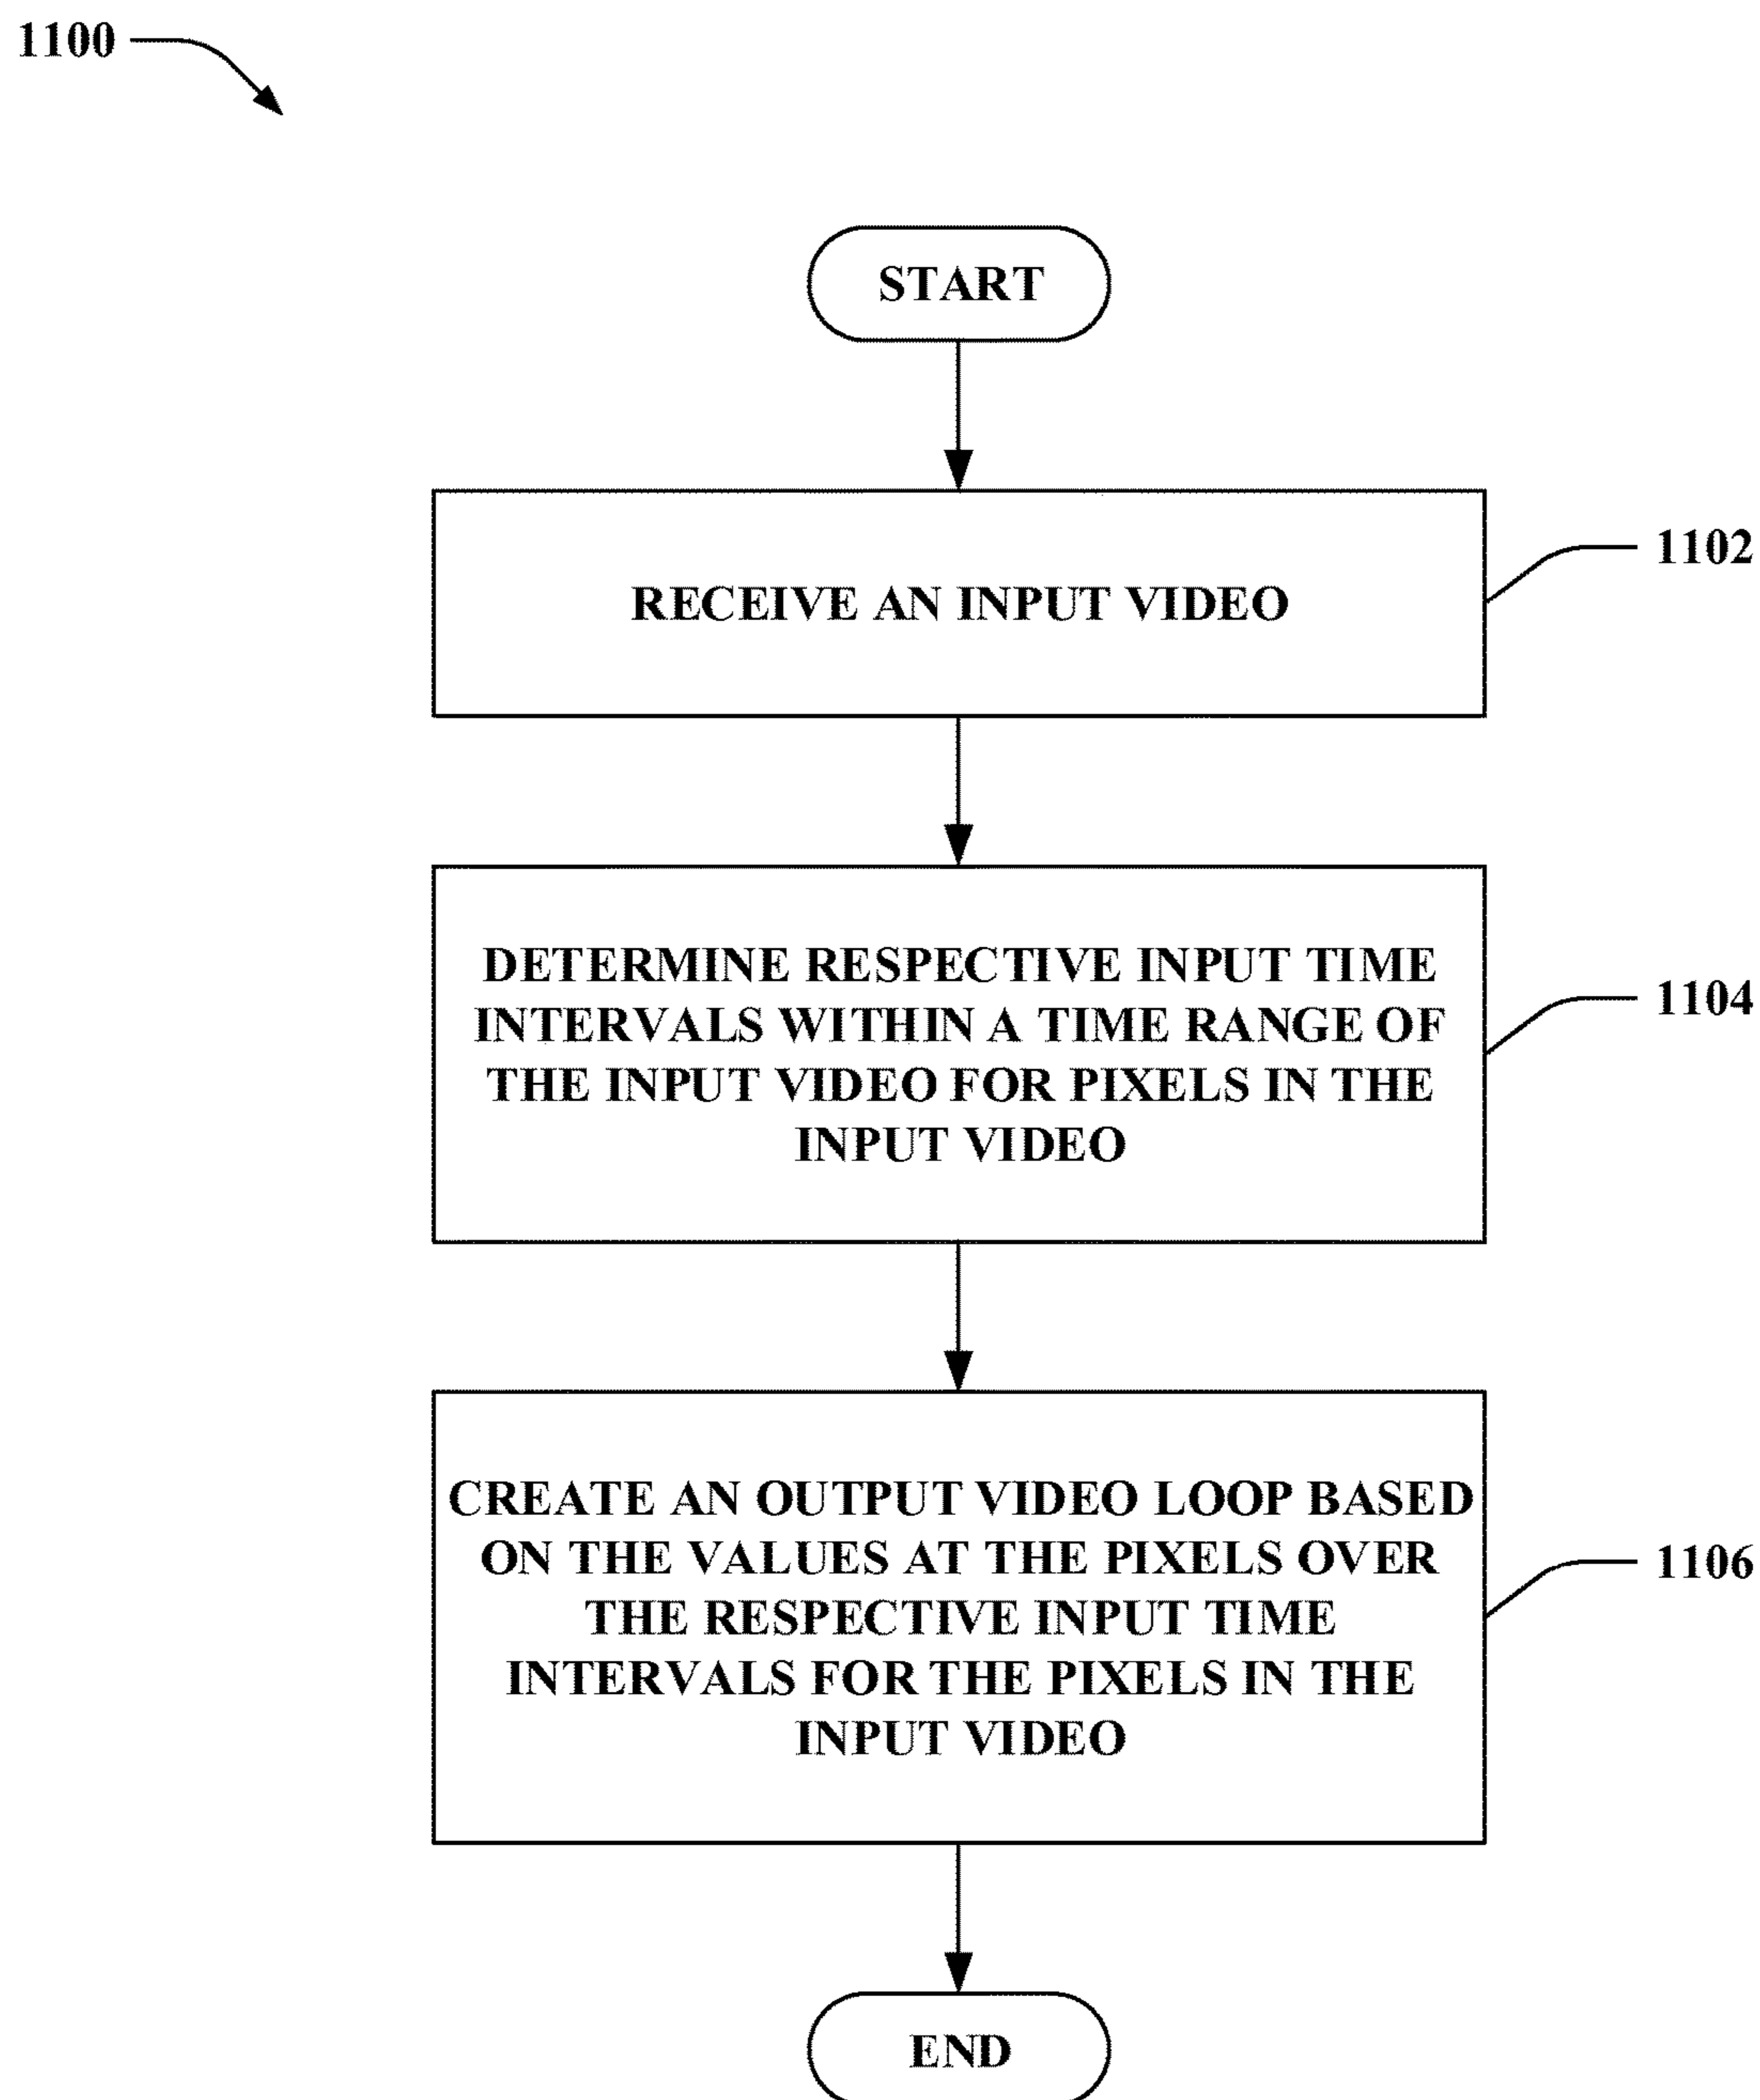 1100
START
RECEIVE AN INPUT VIDEO
1102
DETERMINE RESPECTIVE INPUT TIME
INTERVALS WITHIN A TIME RANGE OF
THE INPUT VIDEO FOR PIXELS IN THE
INPUT VIDEO
1104
CREATE AN OUTPUT VIDEO LOOP BASED
ON THE VALUES AT THE PIXELS OVER
THE RESPECTIVE INPUT TIME
INTERVALS FOR THE PIXELS IN THE
INPUT VIDEO
1106
END